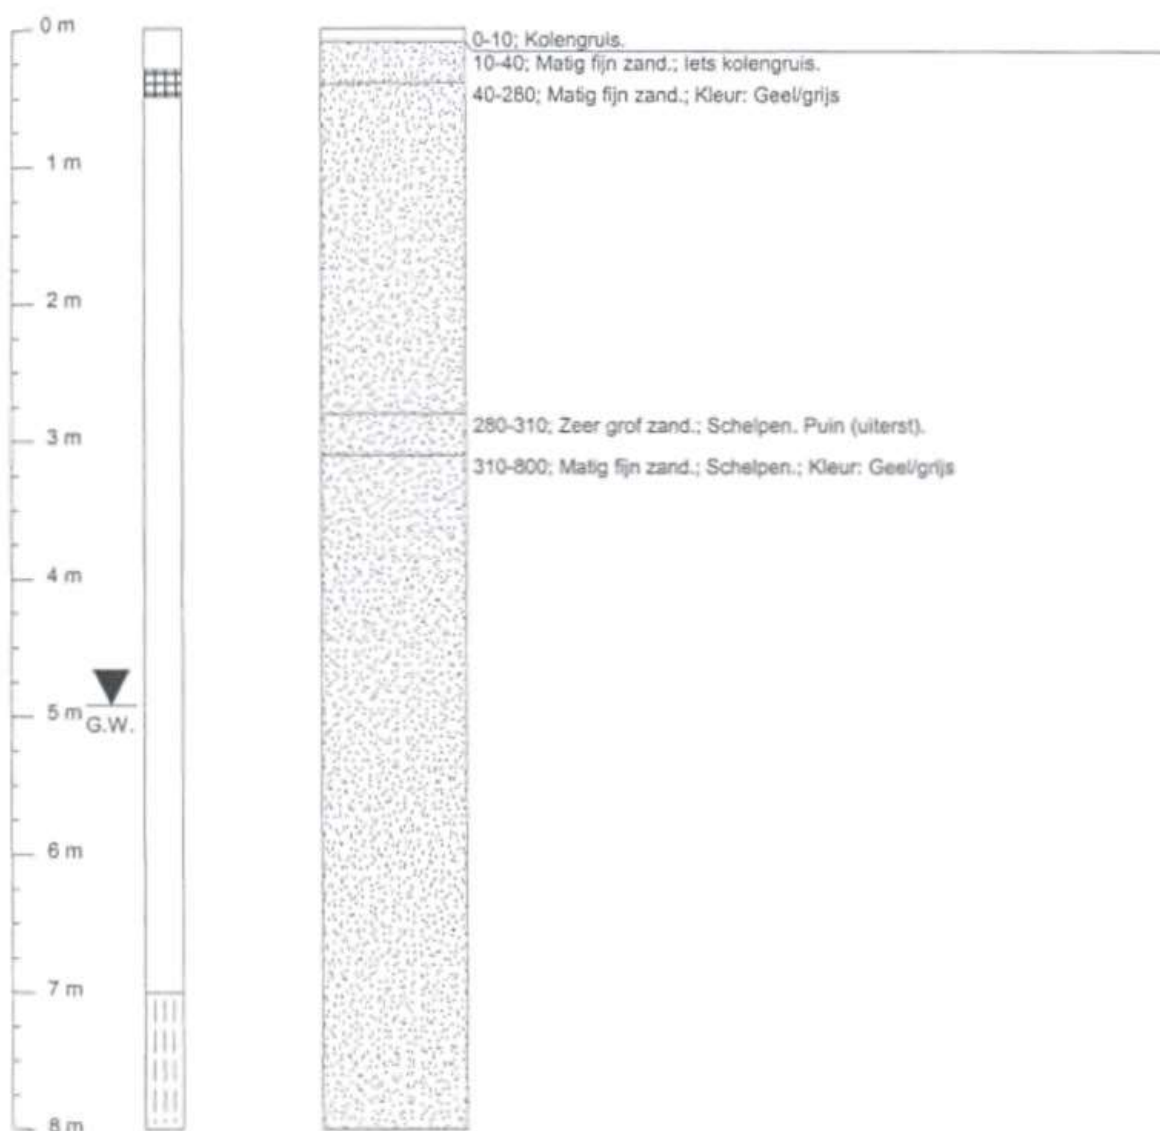 0 m
0-10; Kolengruis.
10-40; Matig fijn zand.; Iets kolengruis.
40-280; Matig fijn zand.; Kleur: Geel/grijs
1 m
2 m
280-310; Zeer grof zand.; Schelpen. Puin (uiterst).
3 m
310-800; Matig fijn zand.; Schelpen.; Kleur: Geel/grijs
4 m
5 m
G.W.
6 m
7 m
8 m